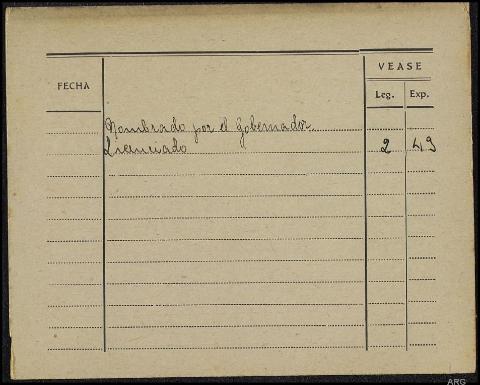 VEASE
FECHA
Leg. Exp.
Nombrado por el Gobernador.
Licenciado 2 49
ARG